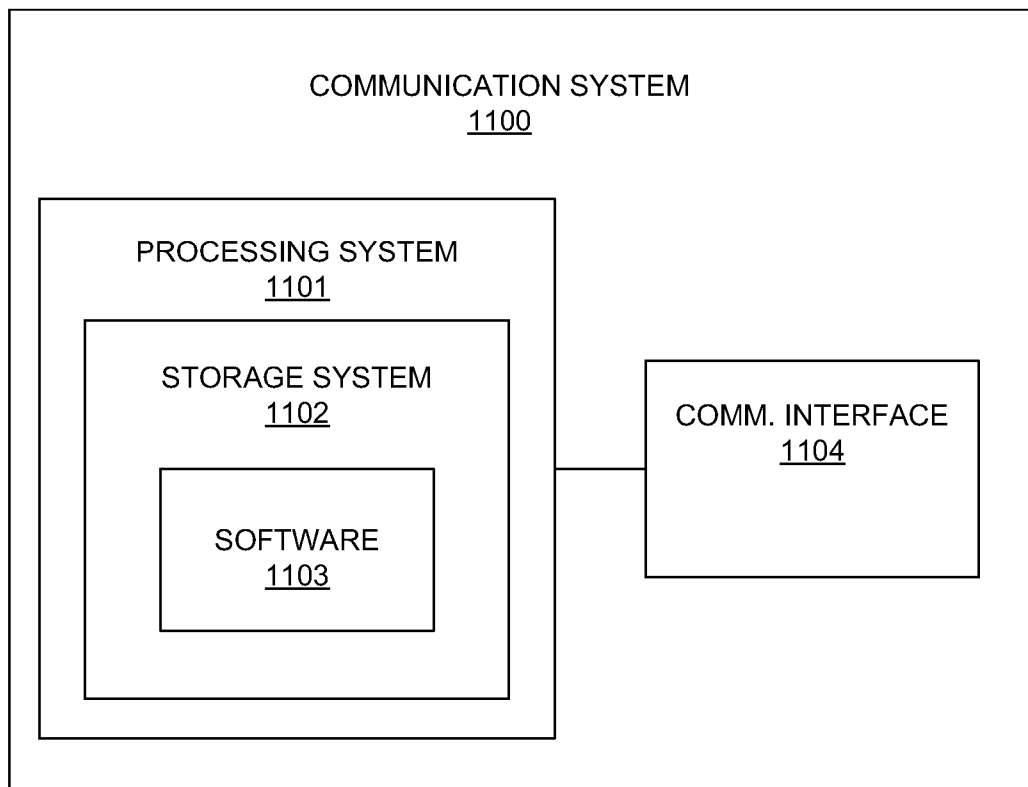 COMMUNICATION SYSTEM
1100
PROCESSING SYSTEM
1101
STORAGE SYSTEM
1102
SOFTWARE
1103
COMM. INTERFACE
1104